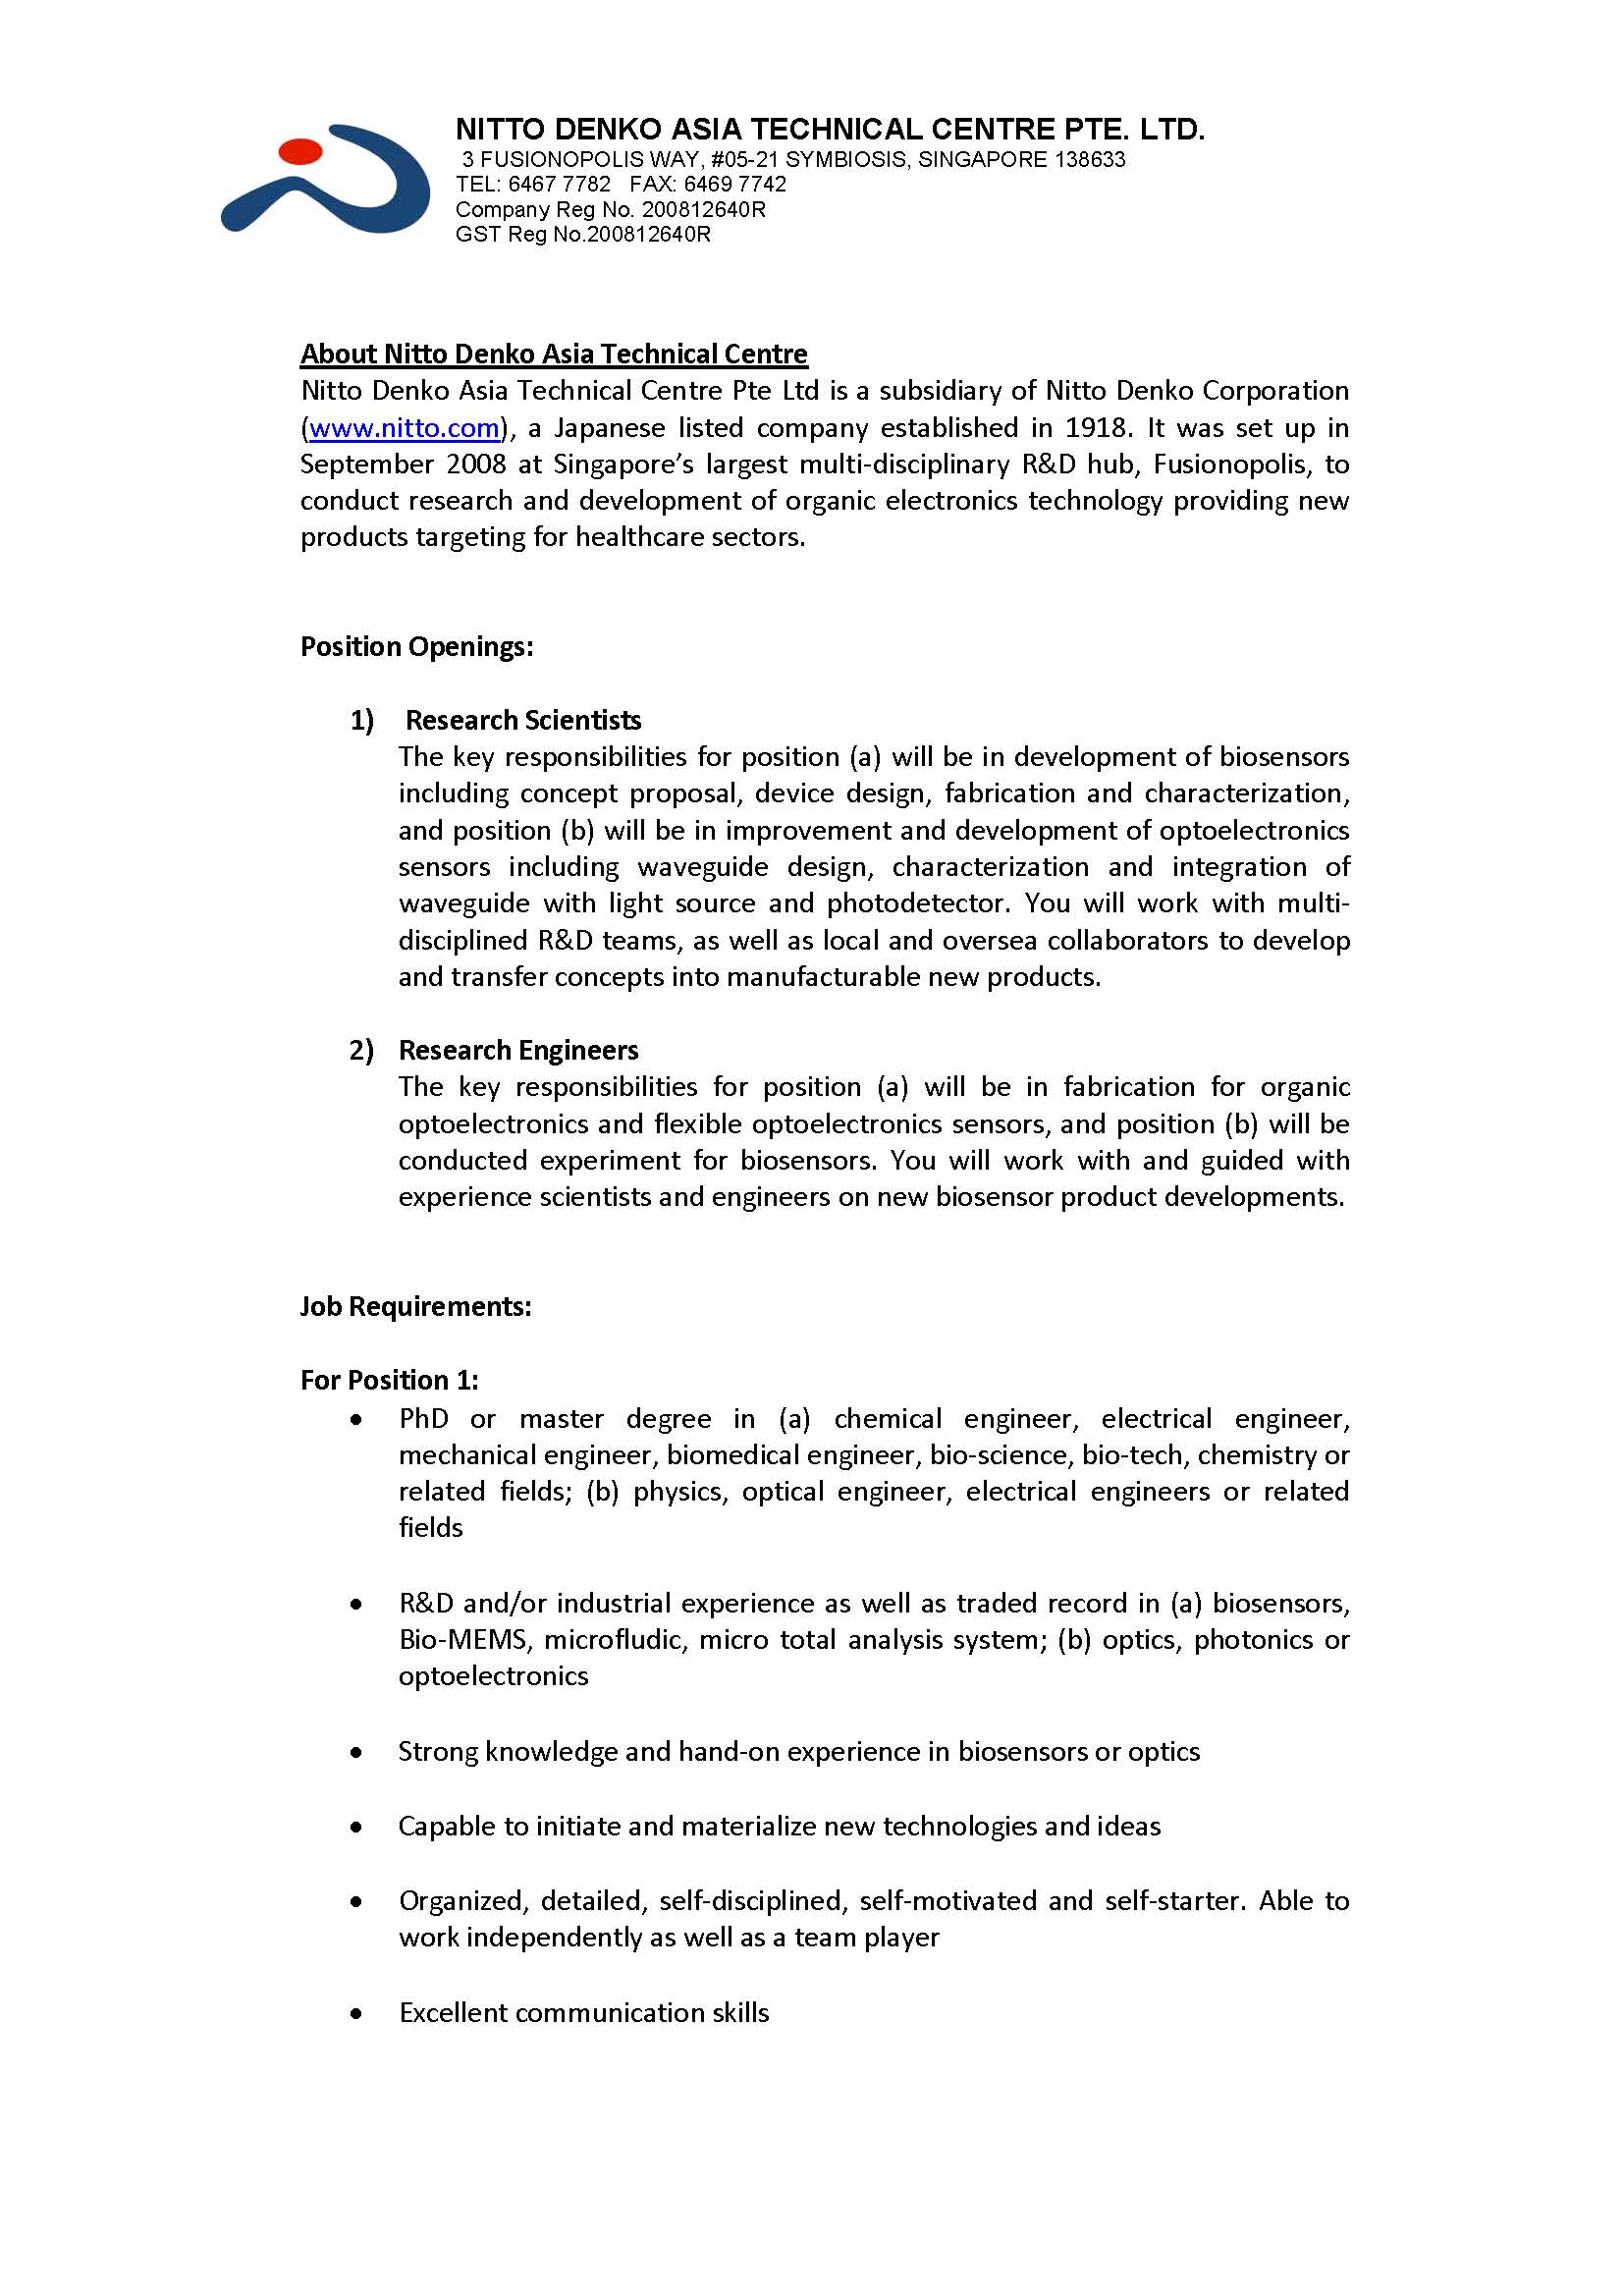 NITTO DENKO ASIA TECHNICAL CENTRE PTE. LTD.
3 FUSIONOPOLIS WAY, #05-21 SYMBIOSIS, SINGAPORE 138633
TEL: 6467 7782 FAX: 6469 7742
Company Reg No. 200812640R
GST Reg No.200812640R
About Nitto Denko Asia Technical Centre
Nitto Denko Asia Technical Centre Pte Ltd is a subsidiary of Nitto Denko Corporation
(www.nitto.com), a Japanese listed company established in 1918. It was set up in
September 2008 at Singapore’s largest multi-disciplinary R&D hub, Fusionopolis, to
conduct research and development of organic electronics technology providing new
products targeting for healthcare sectors.
Position Openings:
1) Research Scientists
The key responsibilities for position (a) will be in development of biosensors
including concept proposal, device design, fabrication and characterization,
and position (b) will be in improvement and development of optoelectronics
sensors including waveguide design, characterization and integration of
waveguide with light source and photodetector. You will work with multi-
disciplined R&D teams, as well as local and oversea collaborators to develop
and transfer concepts into manufacturable new products.
2) Research Engineers
The key responsibilities for position (a) will be in fabrication for organic
optoelectronics and flexible optoelectronics sensors, and position (b) will be
conducted experiment for biosensors. You will work with and guided with
experience scientists and engineers on new biosensor product developments.
Job Requirements:
For Position 1:
• PhD or master degree in (a) chemical engineer, electrical engineer,
mechanical engineer, biomedical engineer, bio-science, bio-tech, chemistry or
related fields; (b) physics, optical engineer, electrical engineers or related
fields
• R&D and/or industrial experience as well as traded record in (a) biosensors,
Bio-MEMS, microfludic, micro total analysis system; (b) optics, photonics or
optoelectronics
• Strong knowledge and hand-on experience in biosensors or optics
• Capable to initiate and materialize new technologies and ideas
• Organized, detailed, self-disciplined, self-motivated and self-starter. Able to
work independently as well as a team player
• Excellent communication skills